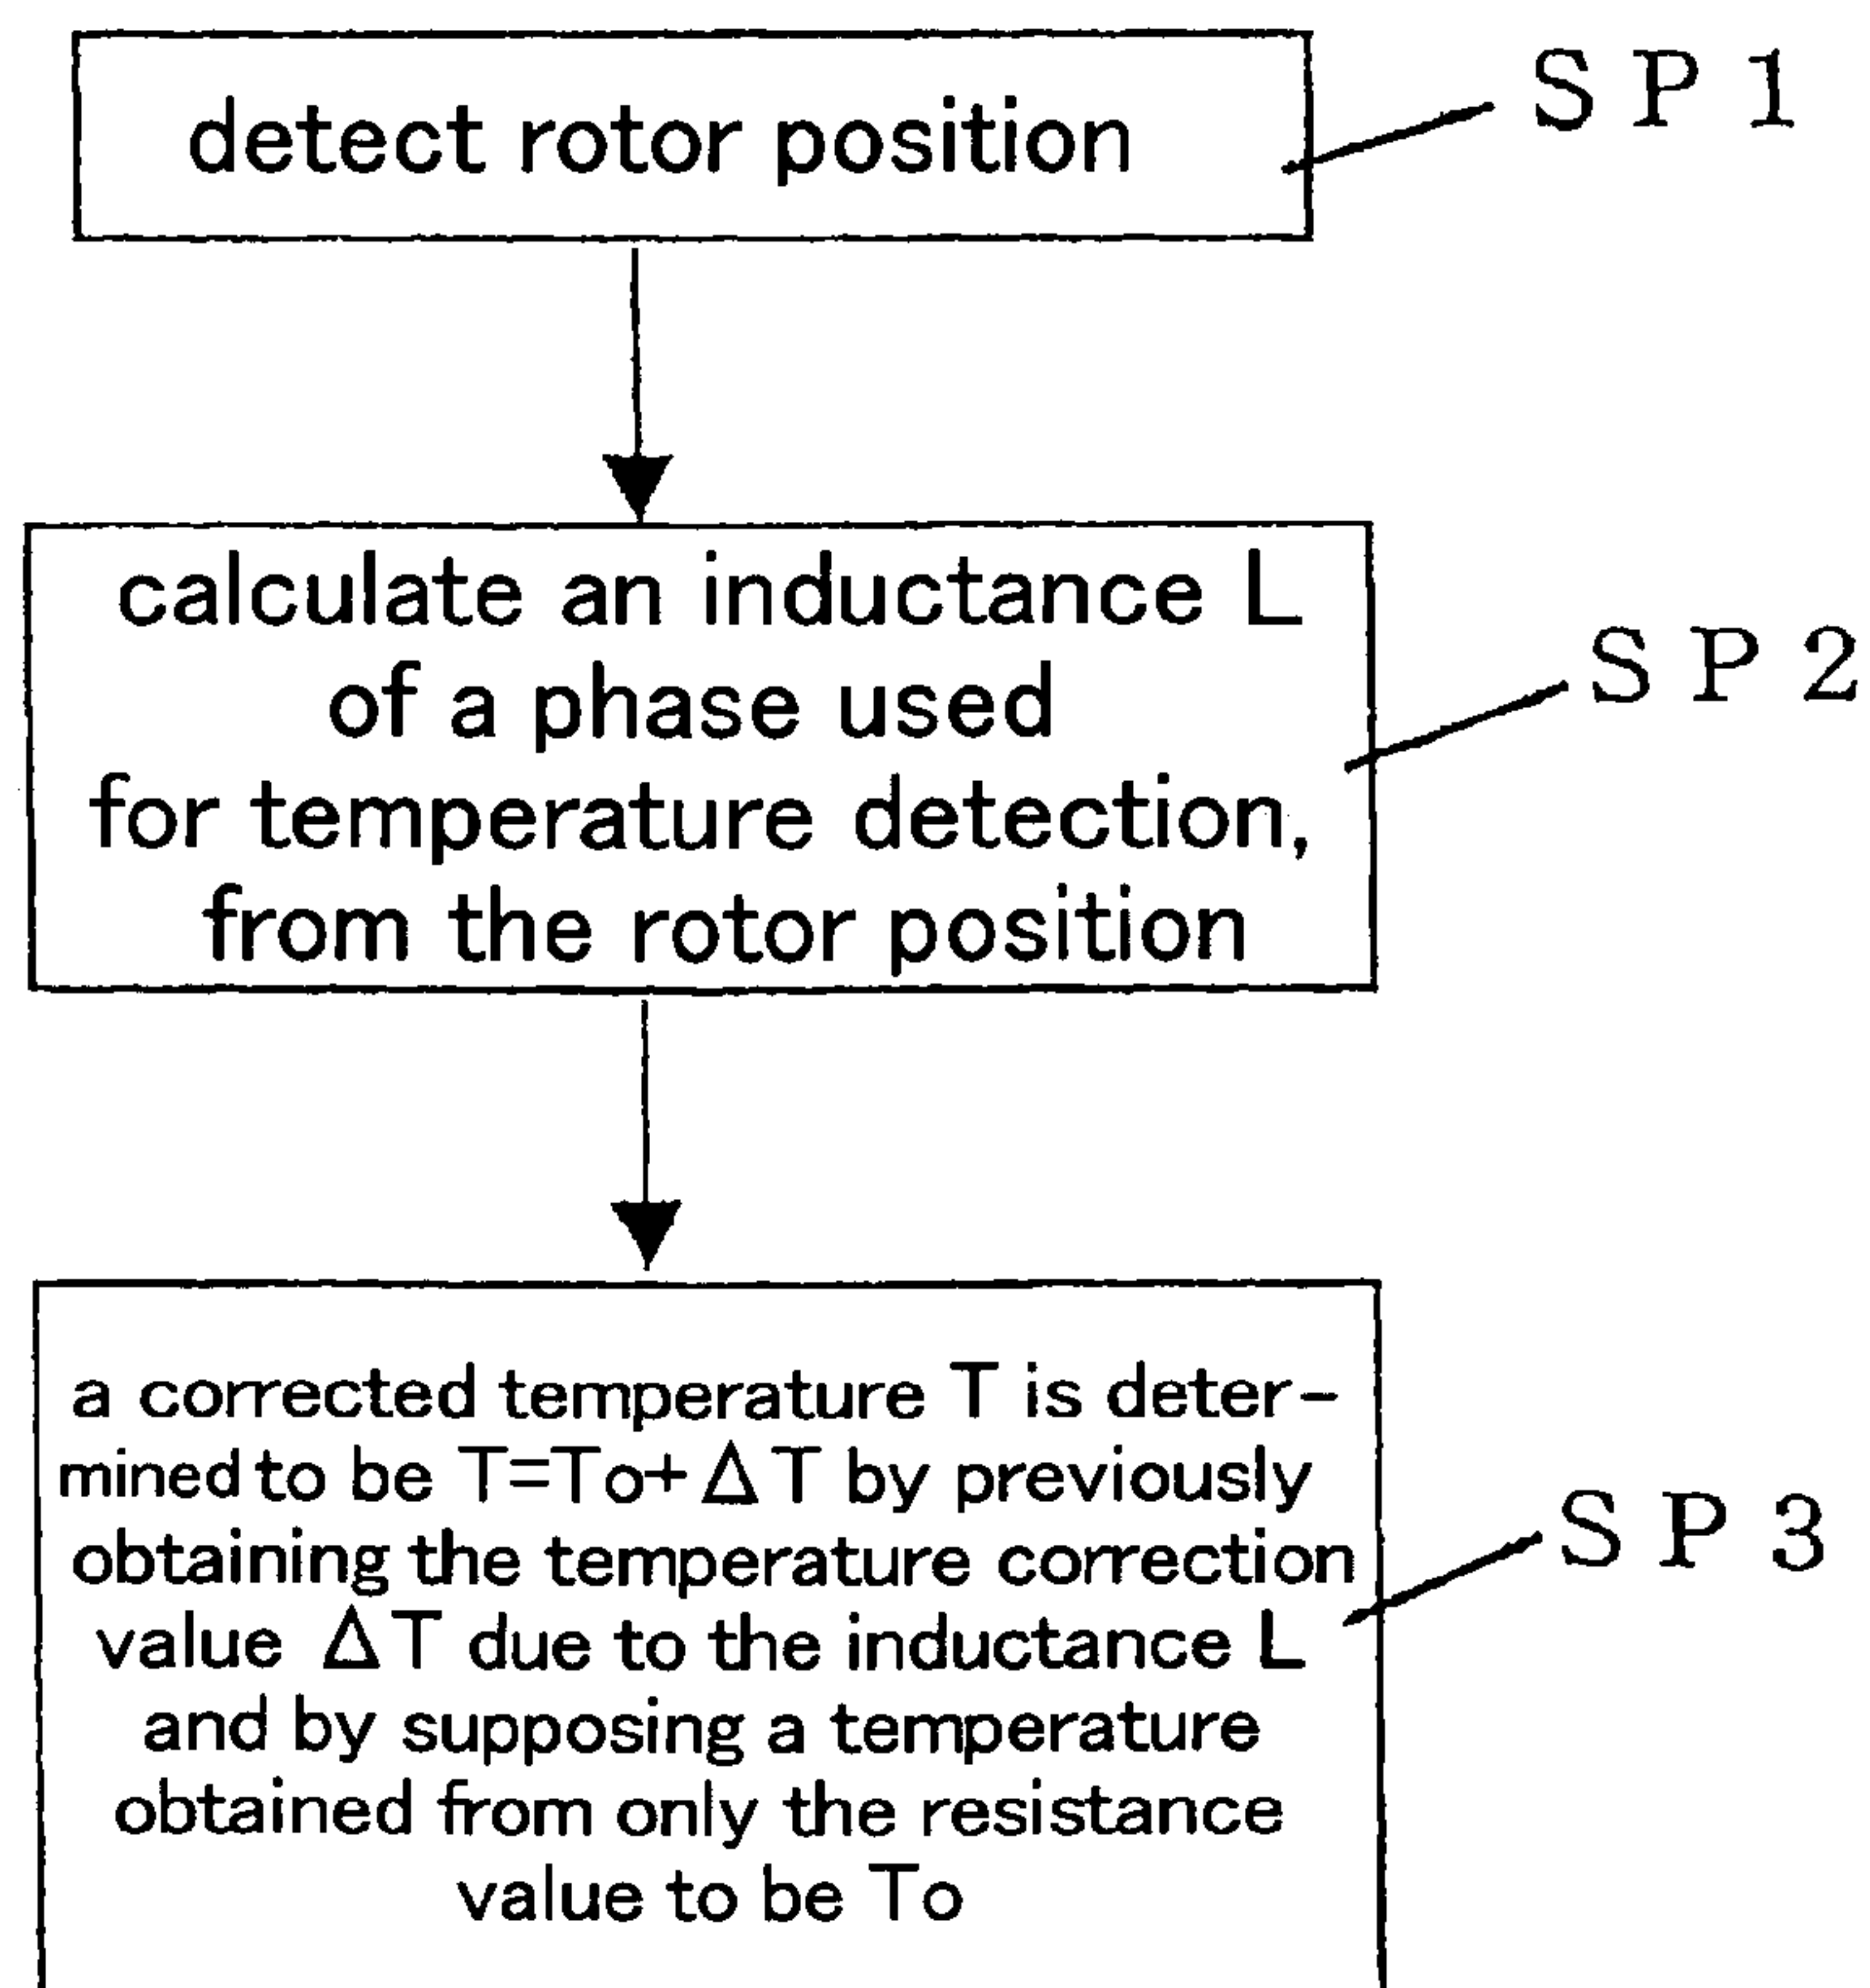 detect rotor position
SP1
calculate an inductance L
of a phase used
for temperature detection,
from the rotor position
SP2
a corrected temperature T is deter-
mined to be T=To+ΔT by previously
obtaining the temperature correction
value ΔT due to the inductance L
and by supposing a temperature
obtained from only the resistance
value to be To
SP3